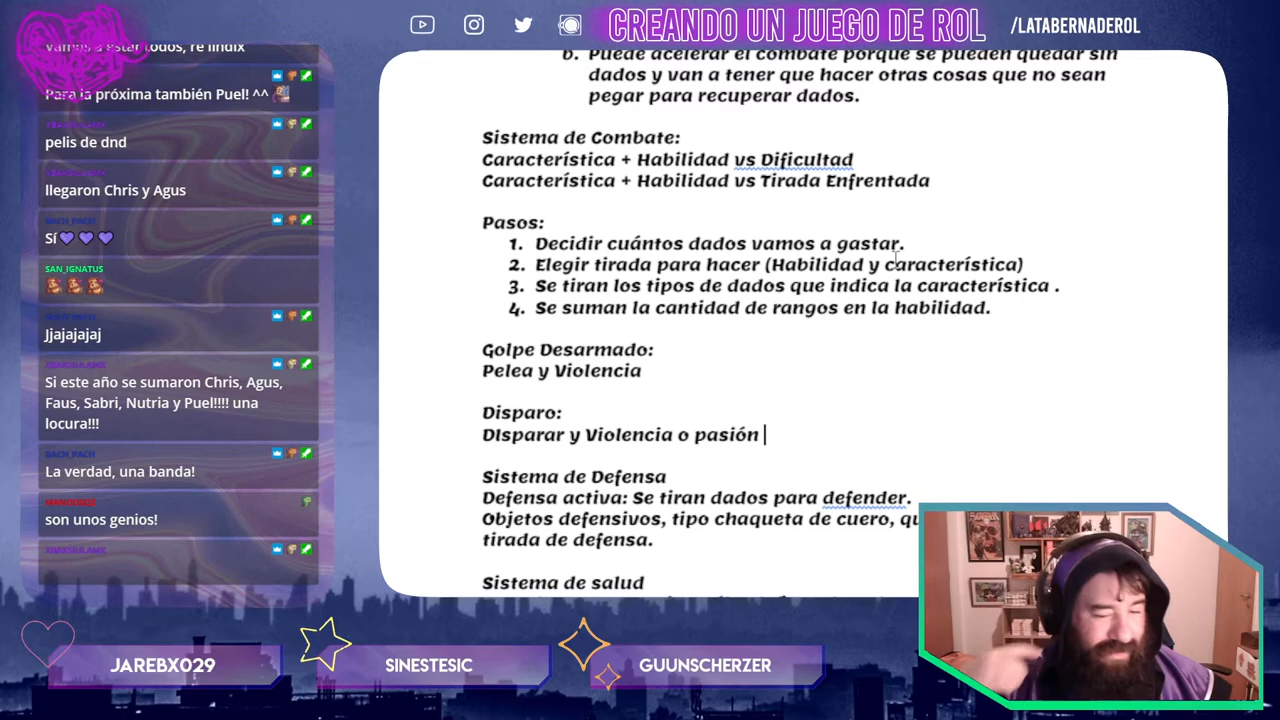 CREANDO UN JUEGO DE ROL
/LATABERNADEROL
vamos a estar todos, re lindix
Para la próxima también Puel! ^^
pelis de dnd
llegaron Chris y Agus
BACH_PACH
Sí💜 💜 💜
SAN_IGNATUS
Jjajajajaj
Si este año se sumaron Chris, Agus,
Faus, Sabri, Nutria y Puel!!!! una
locura!!!
BACH_PACH
La verdad, una banda!
son unos genios!
b. Puede acelerar el combate porque se pueden quedar sin
dados y van a tener que hacer otras cosas que no sean
pegar para recuperar dados.
Sistema de Combate:
Característica + Habilidad vs Dificultad
Característica + Habilidad vs Tirada Enfrentada
Pasos:
1. Decidir cuántos dados vamos a gastar.
2. Elegir tirada para hacer (Habilidad y característica)
3. Se tiran los tipos de dados que indica la característica .
4. Se suman la cantidad de rangos en la habilidad.
Golpe Desarmado:
Pelea y Violencia
Disparo:
DIsparar y Violencia o pasión
Sistema de Defensa
Defensa activa: Se tiran dados para defender.
Objetos defensivos, tipo chaqueta de cuero, qu
tirada de defensa.
Sistema de salud
JAREBX029
SINESTESIC
GUUNSCHERZER